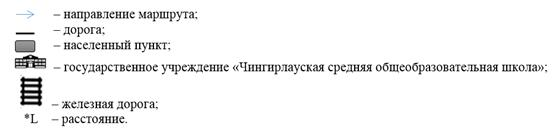 – направление маршрута;
– дорога;
– населенный пункт;
– государственное учреждение «Чингирлауская средняя общеобразовательная школа»;
– железная дорога;
*L – расстояние.